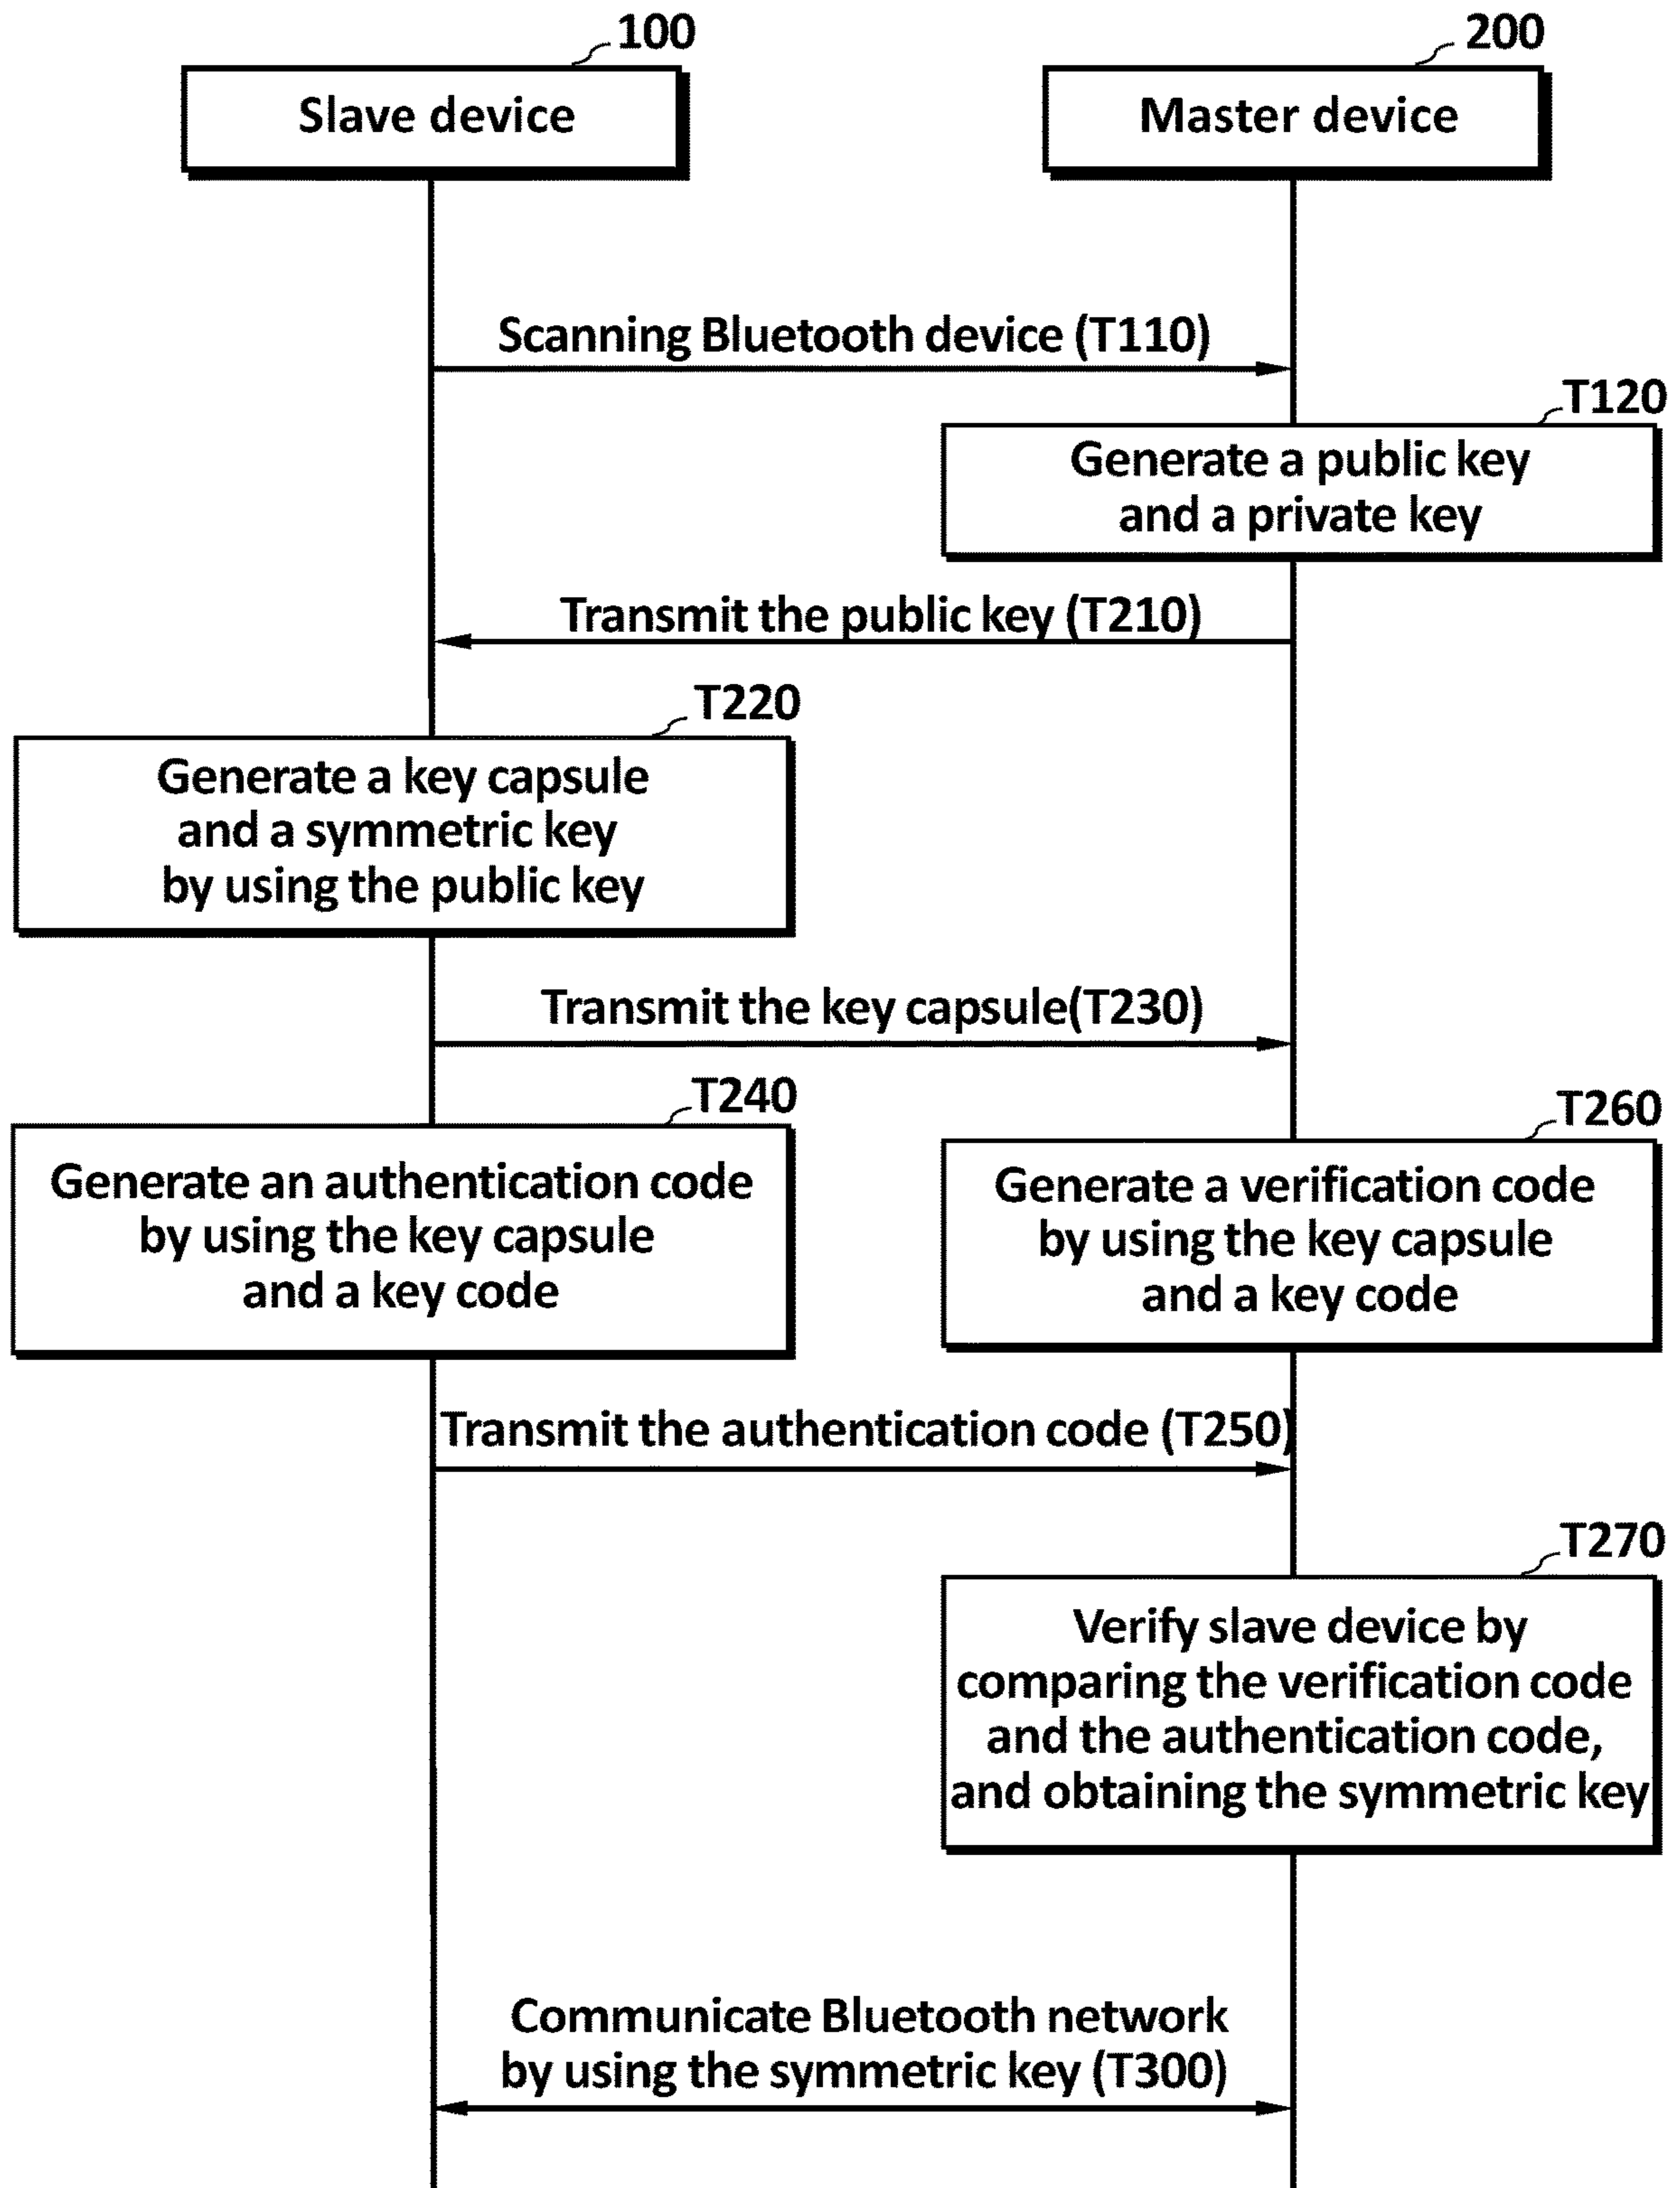 100
200
Slave device
Master device
Scanning Bluetooth device (T110)
T120
Generate a public key
and a private key
Transmit the public key (T210)
T220
Generate a key capsule
and a symmetric key
by using the public key
Transmit the key capsule(T230)
T240
Generate an authentication code
by using the key capsule
and a key code
T260
Generate a verification code
by using the key capsule
and a key code
Transmit the authentication code (T250)
T270
Verify slave device by
comparing the verification code
and the authentication code,
and obtaining the symmetric key
Communicate Bluetooth network
by using the symmetric key (T300)